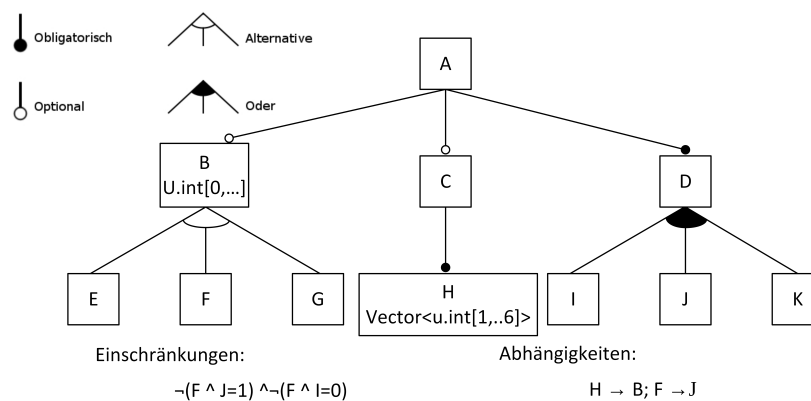 Obligatorisch
Alternative
Optional
Oder
A
B
U.int[0,...]
C
D
E
F
G
H
Vector<u.int[1,..6]>
I
J
K
Einschränkungen:
Abhängigkeiten:
¬(F ^ J=1) ^¬(F ^ I=0)
H → B; F →J